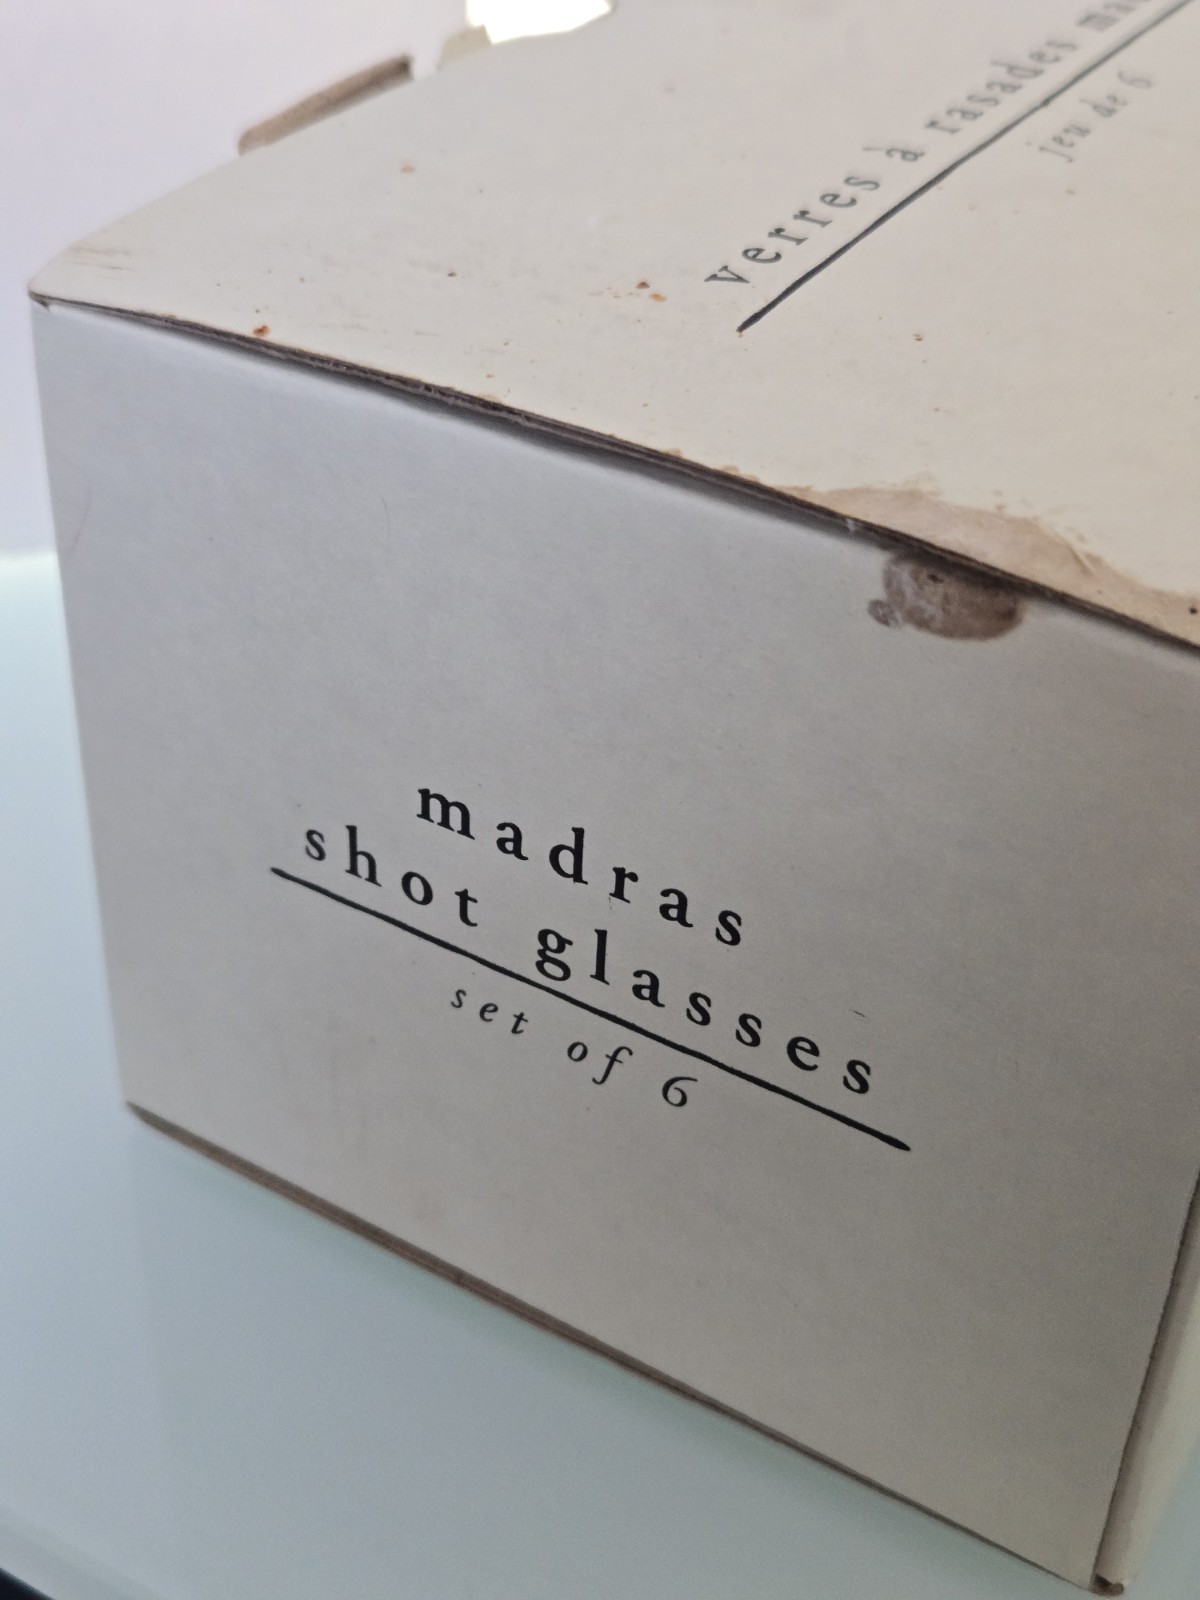 verres à rasades
jeu de 6
madras
shot glasses
set of 6